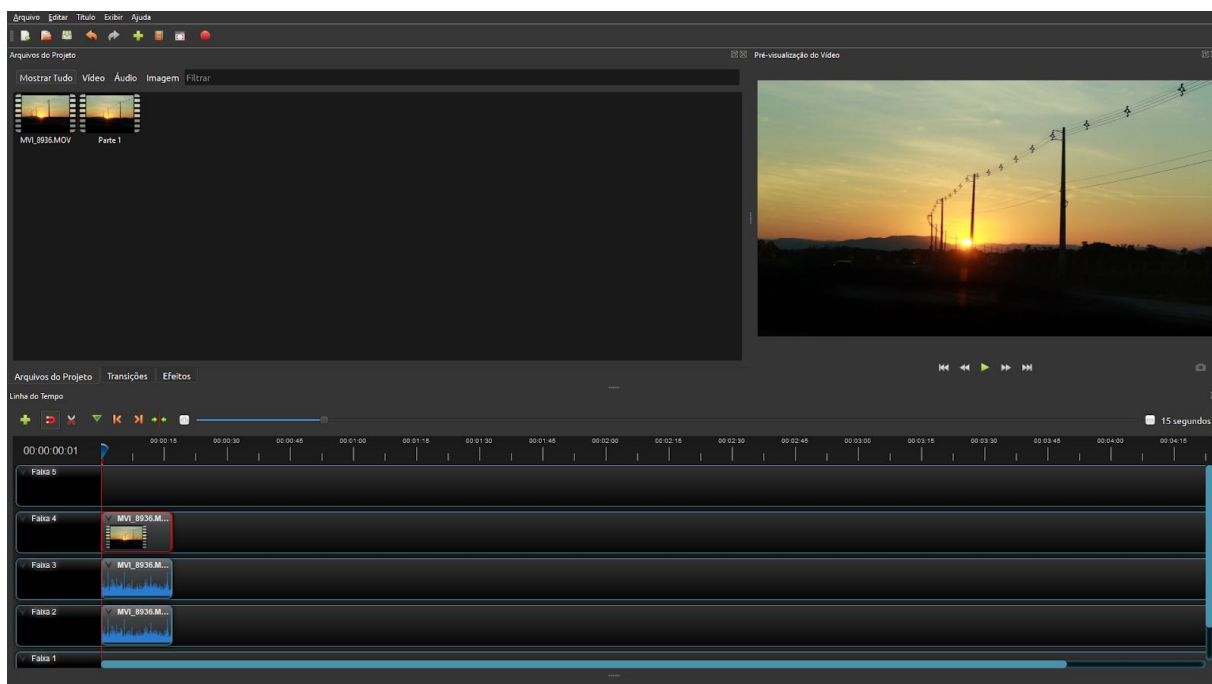 Arquivo Editar Título Exibir Ajuda
Arquivos do Projeto
Pré-visualização do Vídeo
Mostrar Tudo Vídeo Áudio Imagem Filtrar
MVI_8936.MOV Parte 1
Arquivos do Projeto Transições Efeitos
Linha do Tempo
15 segundos
00:00:00:01
00:00:15 00:00:30 00:00:45 00:01:00 00:01:15 00:01:30 00:01:45 00:02:00 00:02:15 00:02:30 00:02:45 00:03:00 00:03:15 00:03:30 00:03:45 00:04:00 00:04:15
Faixa 5
Faixa 4 MVI_8936.M...
Faixa 3 MVI_8936.M...
Faixa 2 MVI_8936.M...
Faixa 1